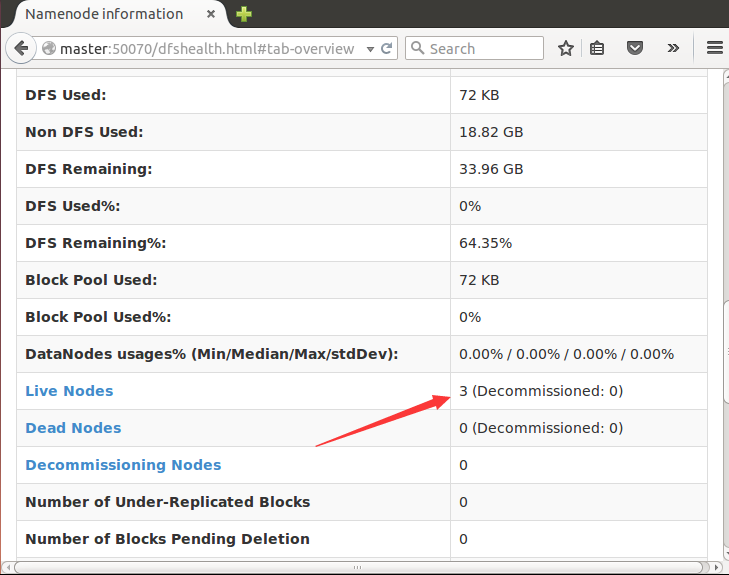 Namenode information
master:50070/dfshealth.html#tab-overview
Search
DFS Used: 72 KB
Non DFS Used: 18.82 GB
DFS Remaining: 33.96 GB
DFS Used%: 0%
DFS Remaining%: 64.35%
Block Pool Used: 72 KB
Block Pool Used%: 0%
DataNodes usages% (Min/Median/Max/stdDev): 0.00% / 0.00% / 0.00% / 0.00%
Live Nodes 3 (Decommissioned: 0)
Dead Nodes 0 (Decommissioned: 0)
Decommissioning Nodes 0
Number of Under-Replicated Blocks 0
Number of Blocks Pending Deletion 0